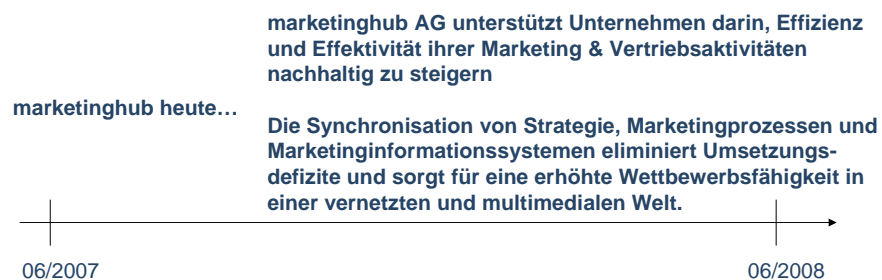 marketinghub AG unterstützt Unternehmen darin, Effizienz
und Effektivität ihrer Marketing & Vertriebsaktivitäten
nachhaltig zu steigern
marketinghub heute…
Die Synchronisation von Strategie, Marketingprozessen und
Marketinginformationssystemen eliminiert Umsetzungs-
defizite und sorgt für eine erhöhte Wettbewerbsfähigkeit in
einer vernetzten und multimedialen Welt.
06/2007
06/2008